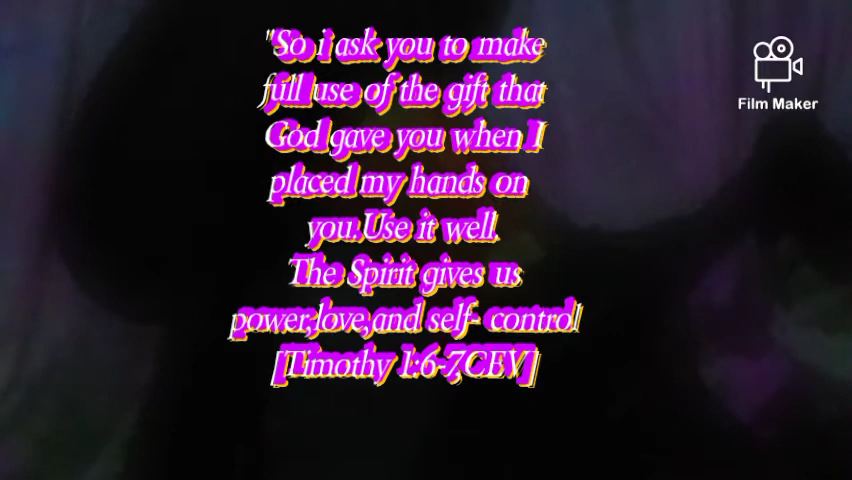 "So i ask you to make
full use of the gift that
God gave you when I
placed my hands on
you.Use it well.
The Spirit gives us
power,love,and self- control
[Timothy 1:6-7,CEV]
Film Maker